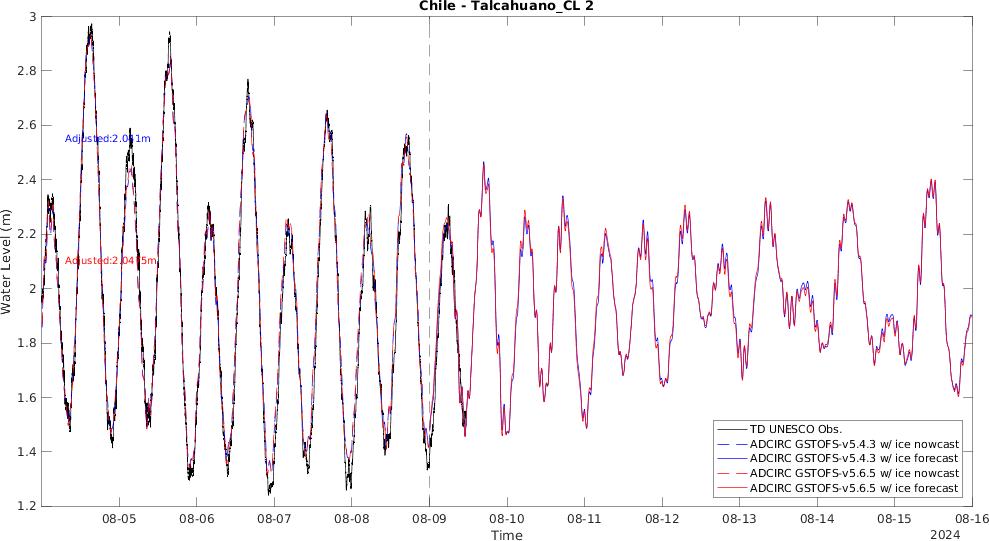 Chile - Talcahuano_CL 2
3
2.8
2.6
2.4
2.2
2
1.8
1.6
1.4
1.2
Water Level (m)
Adjusted:2.0475m
08-05
08-06
08-07
08-08
08-09
08-10
08-11
08-12
08-13
08-14
08-15
08-16
Time
2024
TD UNESCO Obs.
ADCIRC GSTOFS-v5.4.3 w/ ice nowcast
ADCIRC GSTOFS-v5.4.3 w/ ice forecast
ADCIRC GSTOFS-v5.6.5 w/ ice nowcast
ADCIRC GSTOFS-v5.6.5 w/ ice forecast